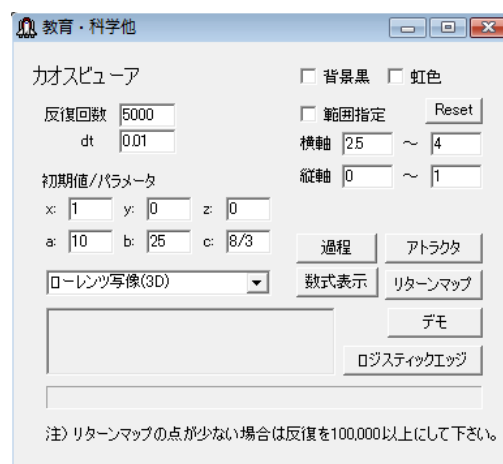 教育・科学他
カオスビューア
背景黒 虹色
反復回数 5000
範囲指定 Reset
dt 0.01
横軸 2.5 ～ 4
縦軸 0 ～ 1
初期値/パラメータ
x: 1 y: 0 z: 0
a: 10 b: 25 c: 8/3
過程 アトラクタ
ローレンツ写像(3D)
数式表示 リターンマップ
デモ
ロジスティックエッジ
注）リターンマップの点が少ない場合は反復を100,000以上にして下さい。